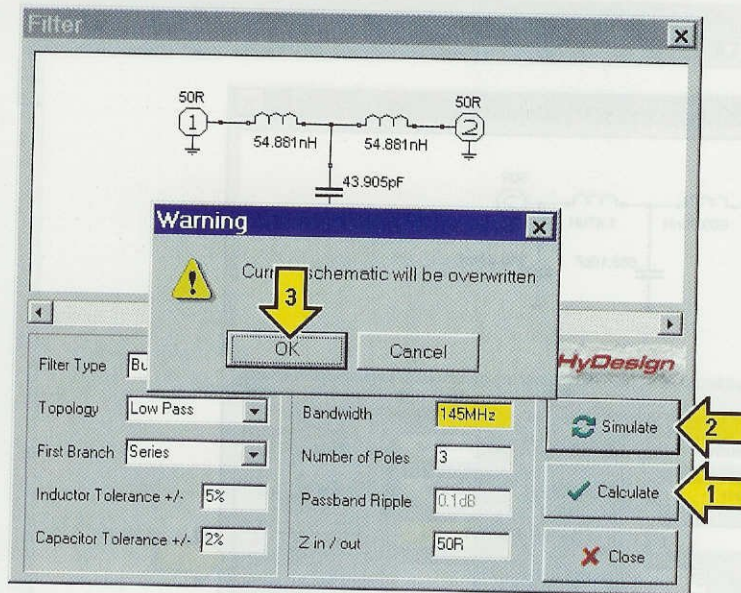 Filter
50R
50R
1
2
54.881nH
54.881nH
43.905pF
Warning
schematic will be overwritten
3
OK
Cancel
HyDesign
Filter Type
Topology
Low Pass
First Branch
Series
Inductor Tolerance +/-
5%
Capacitor Tolerance +/-
2%
Bandwidth
145MHz
Number of Poles
3
Passband Ripple
0.1dB
Z in / out
50R
Simulate
2
Calculate
1
Close